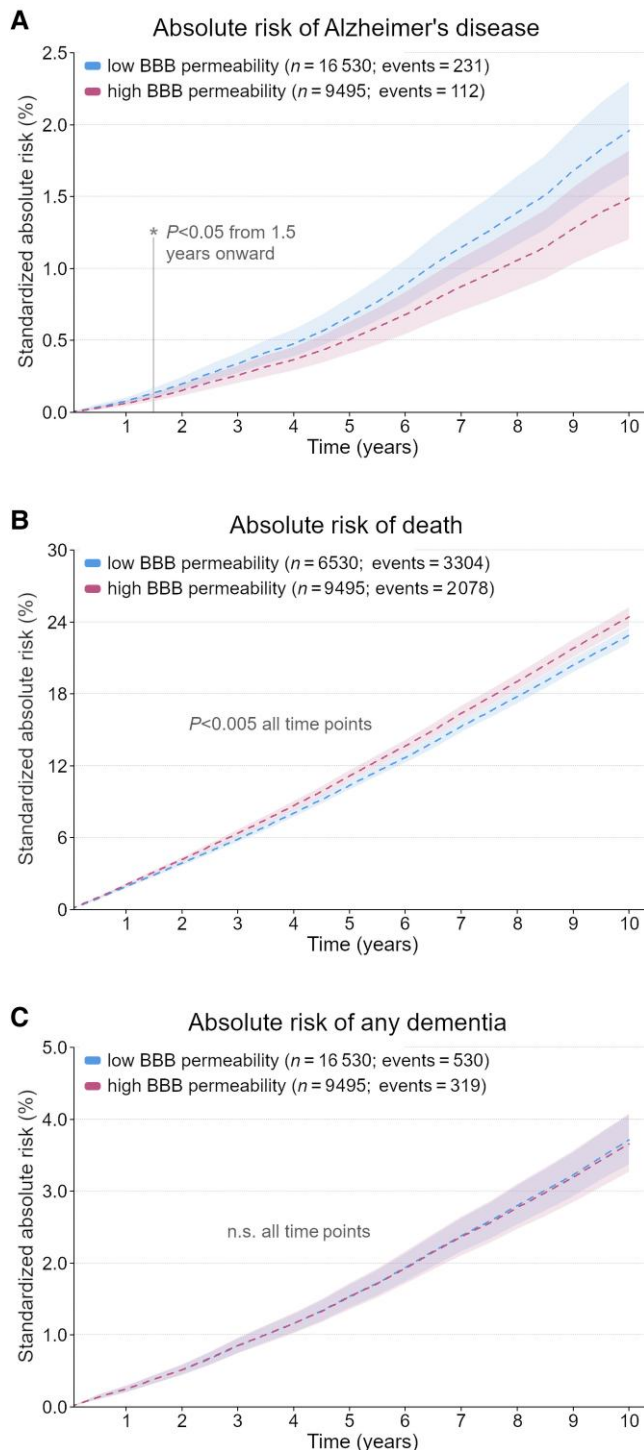 A
Absolute risk of Alzheimer's disease
2.5
low BBB permeability (n = 16 530; events = 231)
high BBB permeability (n = 9495; events = 112)
2.0
1.5
* P<0.05 from 1.5
years onward
1.0
0.5
0.0
Standardized absolute risk (%)
1 2 3 4 5 6 7 8 9 10
Time (years)
B
Absolute risk of death
30
low BBB permeability (n = 6530; events = 3304)
high BBB permeability (n = 9495; events = 2078)
24
18
P<0.005 all time points
12
6
0
Standardized absolute risk (%)
1 2 3 4 5 6 7 8 9 10
Time (years)
C
Absolute risk of any dementia
5.0
low BBB permeability (n = 16 530; events = 530)
high BBB permeability (n = 9495; events = 319)
4.0
3.0
n.s. all time points
2.0
1.0
0.0
Standardized absolute risk (%)
1 2 3 4 5 6 7 8 9 10
Time (years)